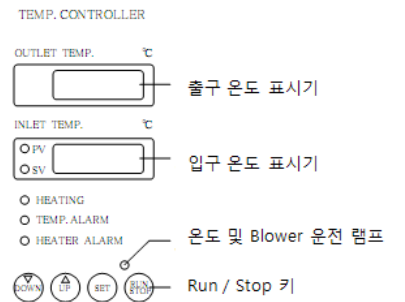 TEMP. CONTROLLER
OUTLET TEMP. ℃
출구 온도 표시기
INLET TEMP. ℃
PV
SV
입구 온도 표시기
HEATING
TEMP. ALARM
HEATER ALARM
온도 및 Blower 운전 램프
DOWN UP SET RUN STOP
Run / Stop 키